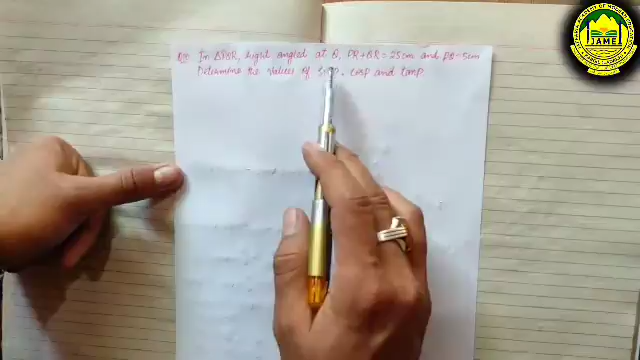 In ΔPQR, Right angled at Q, PR + QR = 25cm and PQ = 5cm
Determine the values of SinP, CosP and tanP.
JAME